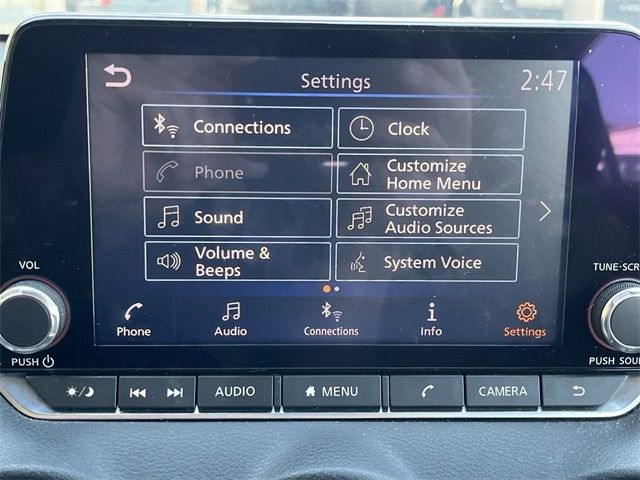 Settings
2:47
Connections
Clock
Phone
Customize
Home Menu
Sound
Customize
Audio Sources
Volume &
Beeps
System Voice
Phone
Audio
Connections
Info
Settings
VOL
PUSH
TUNE·SCR
PUSH SOU
AUDIO
MENU
CAMERA